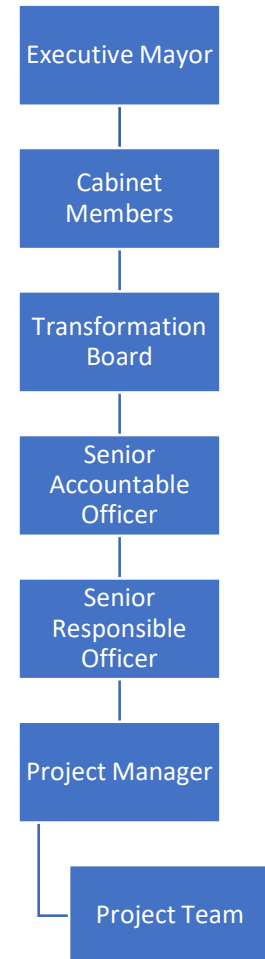 Executive Mayor
Cabinet
Members
Transformation
Board
Senior
Accountable
Officer
Senior
Responsible
Officer
Project Manager
Project Team